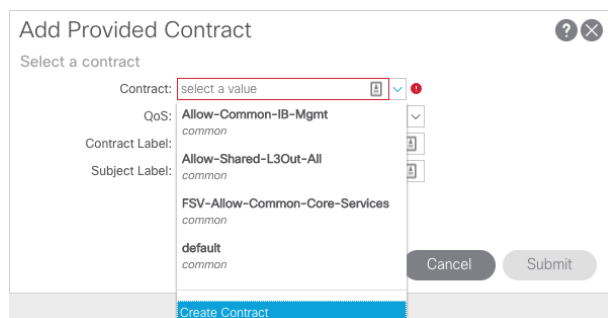 Add Provided Contract
Select a contract
Contract: select a value
QoS:
Contract Label:
Subject Label:
Allow-Common-IB-Mgmt
common
Allow-Shared-L3Out-All
common
FSV-Allow-Common-Core-Services
common
default
common
Create Contract
Cancel Submit